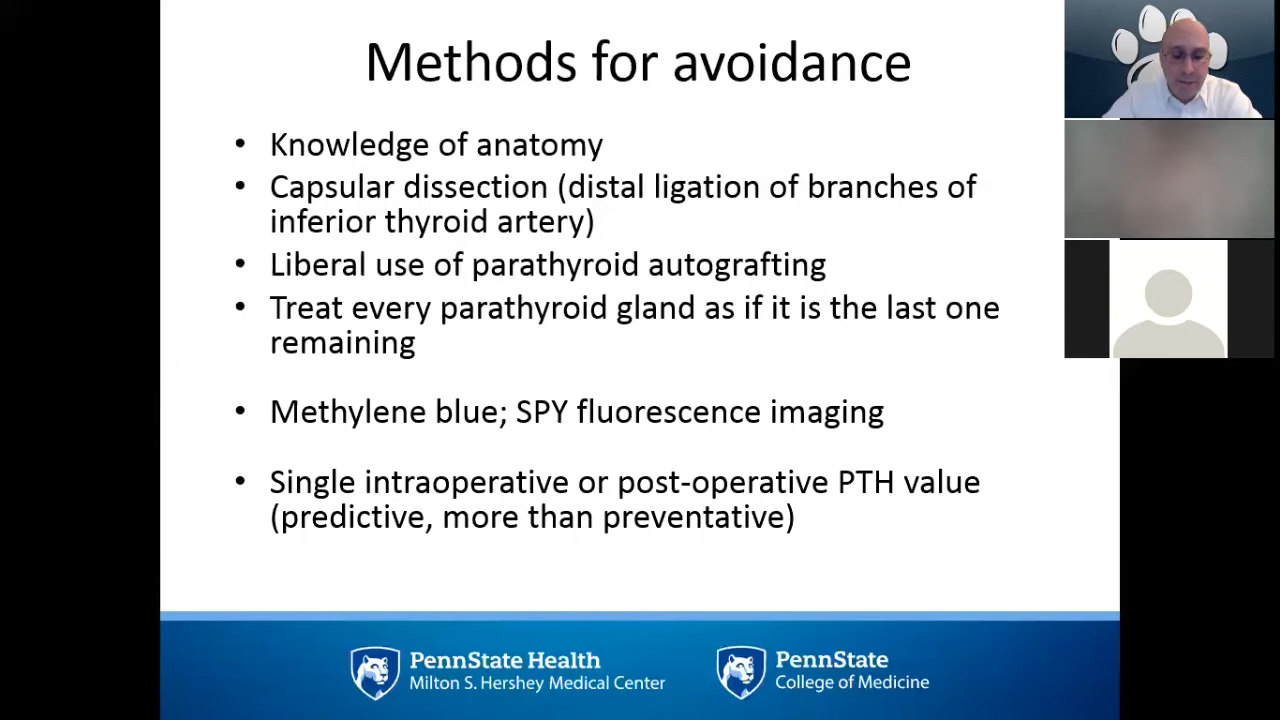 Methods for avoidance
• Knowledge of anatomy
• Capsular dissection (distal ligation of branches of
inferior thyroid artery)
• Liberal use of parathyroid autografting
• Treat every parathyroid gland as if it is the last one
remaining
• Methylene blue; SPY fluorescence imaging
• Single intraoperative or post-operative PTH value
(predictive, more than preventative)
PennState Health
Milton S. Hershey Medical Center
PennState
College of Medicine